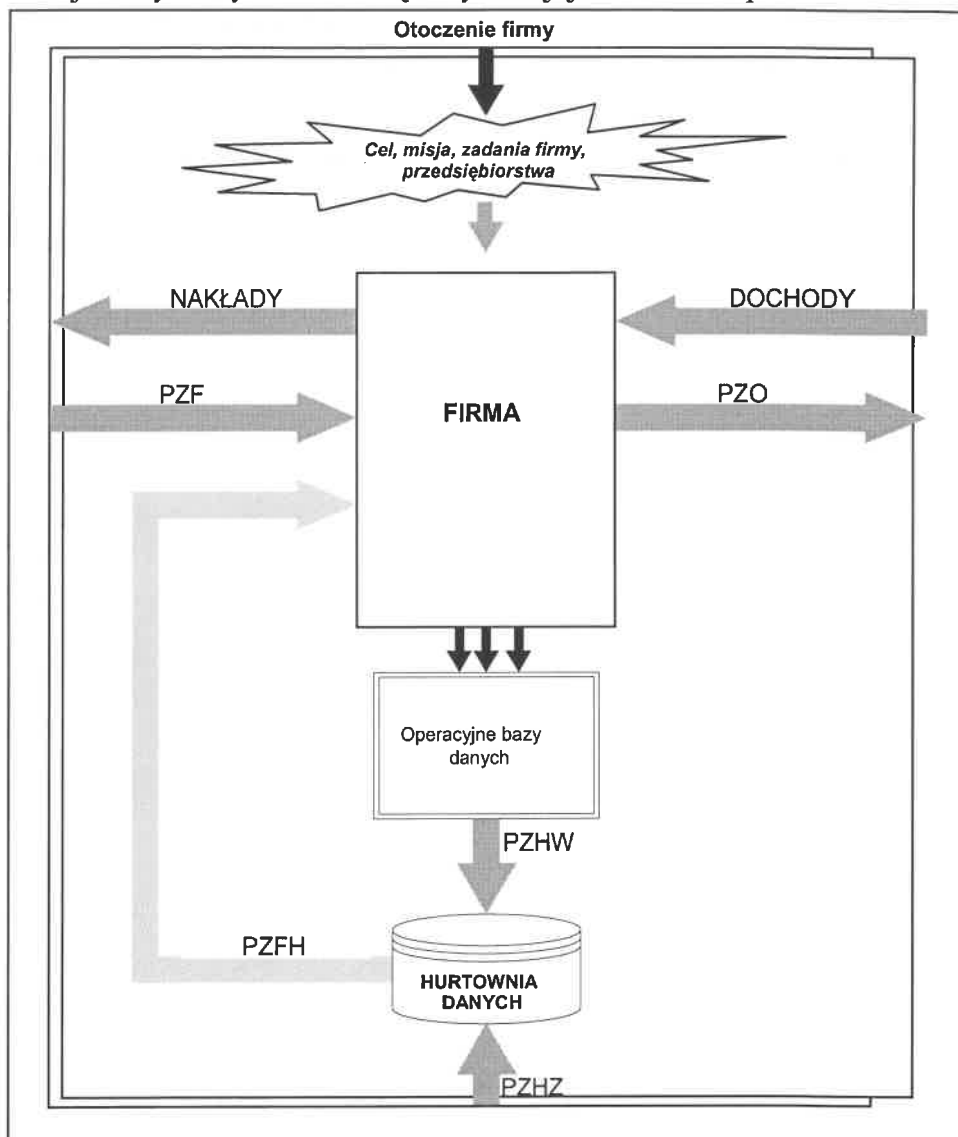 Otoczenie firmy
Cel, misja, zadania firmy,
przedsiębiorstwa
NAKŁADY
DOCHODY
PZF
FIRMA
PZO
Operacyjne bazy
danych
PZHW
PZFH
HURTOWNIA
DANYCH
PZHZ